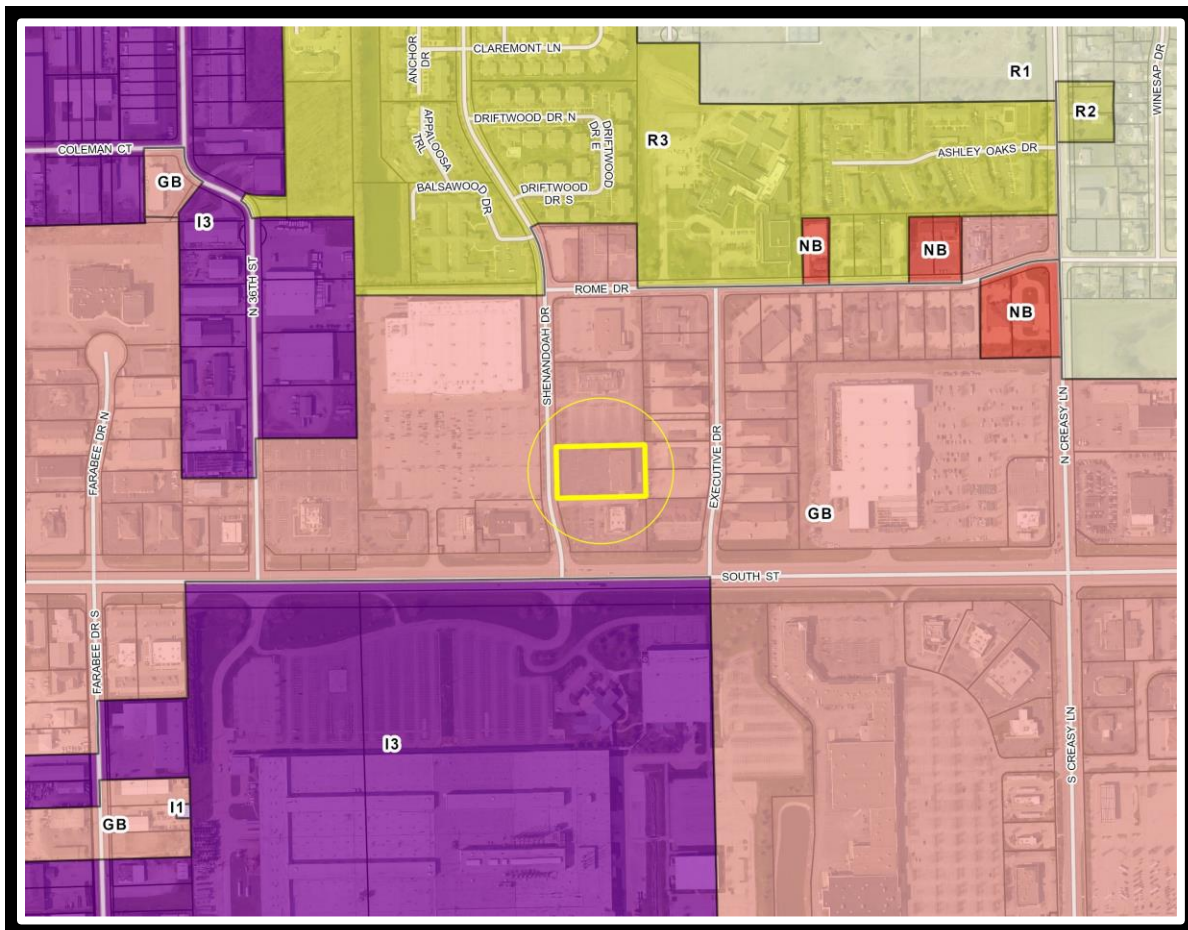 CLAREMONT LN
ANCHOR
DR
R1
WINESAP DR
R2
DRIFTWOOD DR N
DRIFTWOOD
DR E
APPALOOSA
TRL
R3
COLEMAN CT
ASHLEY OAKS DR
GB
BALSAWOOD DR
DRIFTWOOD
DR S
I3
NB
NB
N 36TH ST
ROME DR
NB
SHENANDOAH DR
FARABEE DR N
EXECUTIVE DR
N CREASY LN
GB
SOUTH ST
FARABEE DR S
I3
S CREASY LN
I1
GB